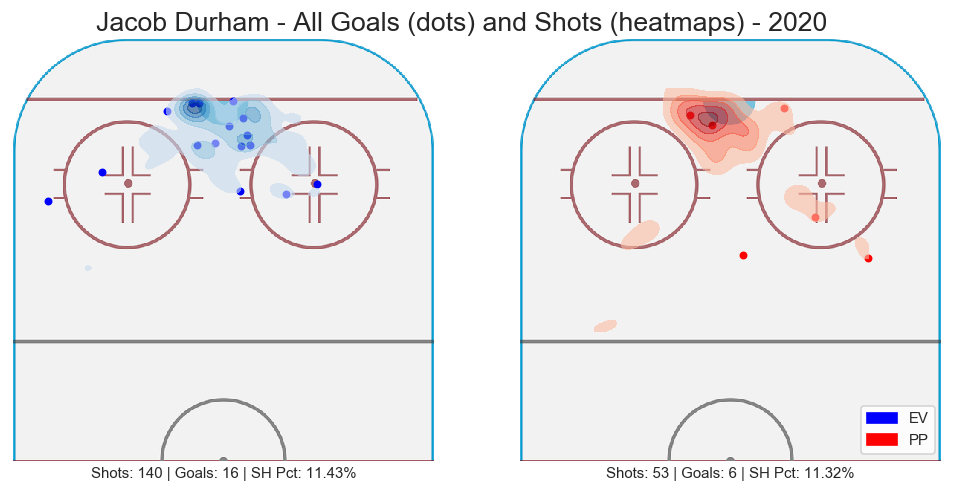 Jacob Durham - All Goals (dots) and Shots (heatmaps) - 2020
EV
PP
Shots: 140 | Goals: 16 | SH Pct: 11.43%
Shots: 53 | Goals: 6 | SH Pct: 11.32%